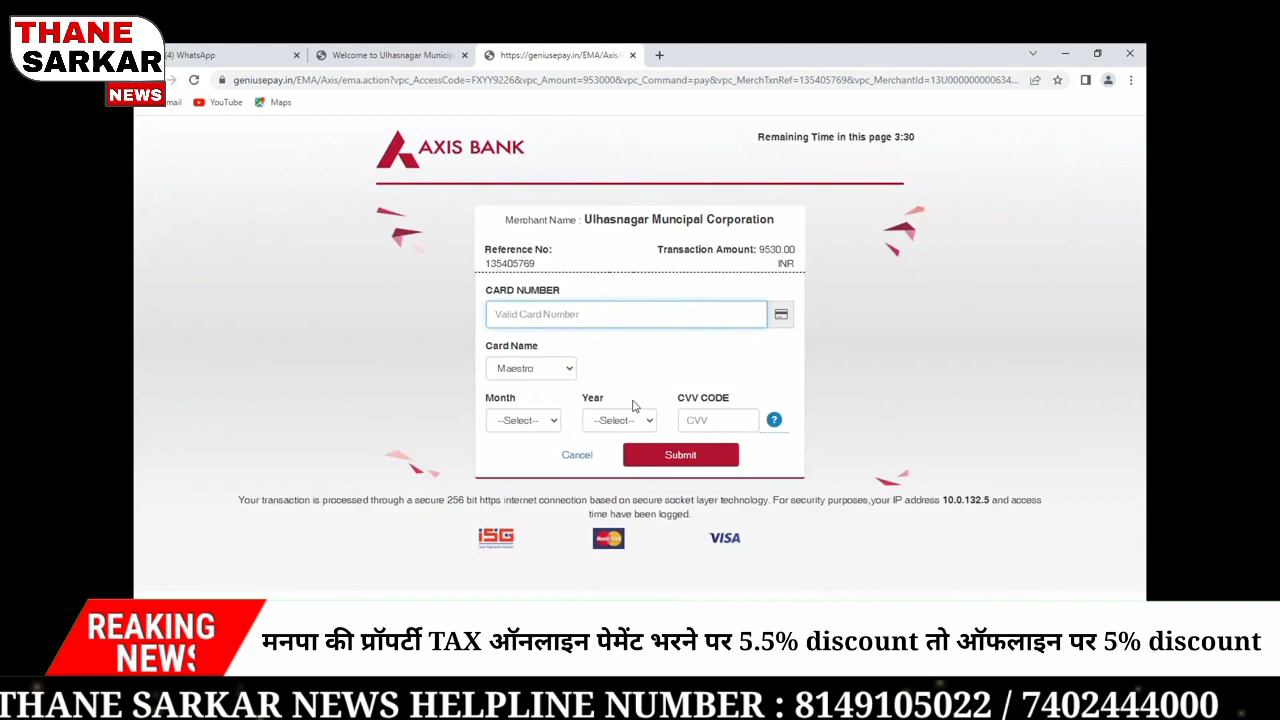 THANE
SARKAR
NEWS
(4) WhatsApp
Welcome to Ulhasnagar Municip
https://geniusepay.in/EMA/Axis/
geniusepay.in/EMA/Axis/ema.action?vpc_AccessCode=FXYY9226&vpc_Amount=953000&vpc_Command=pay&vpc_MerchTxnRef=135405769&vpc_MerchantId=13U00000000634...
mail
YouTube
Maps
AXIS BANK
Remaining Time in this page 3:30
Merchant Name : Ulhasnagar Muncipal Corporation
Reference No: Transaction Amount: 9530.00
135405769 INR
CARD NUMBER
Valid Card Number
Card Name
Maestro
Month Year CVV CODE
--Select-- --Select-- CVV ?
Cancel Submit
Your transaction is processed through a secure 256 bit https internet connection based on secure socket layer technology. For security purposes,your IP address 10.0.132.5 and access
time have been logged.
ISG
MasterCard
VISA
REAKING
NEWS
मनपा की प्रॉपर्टी TAX ऑनलाइन पेमेंट भरने पर 5.5% discount तो ऑफलाइन पर 5% discount
THANE SARKAR NEWS HELPLINE NUMBER : 8149105022 / 7402444000